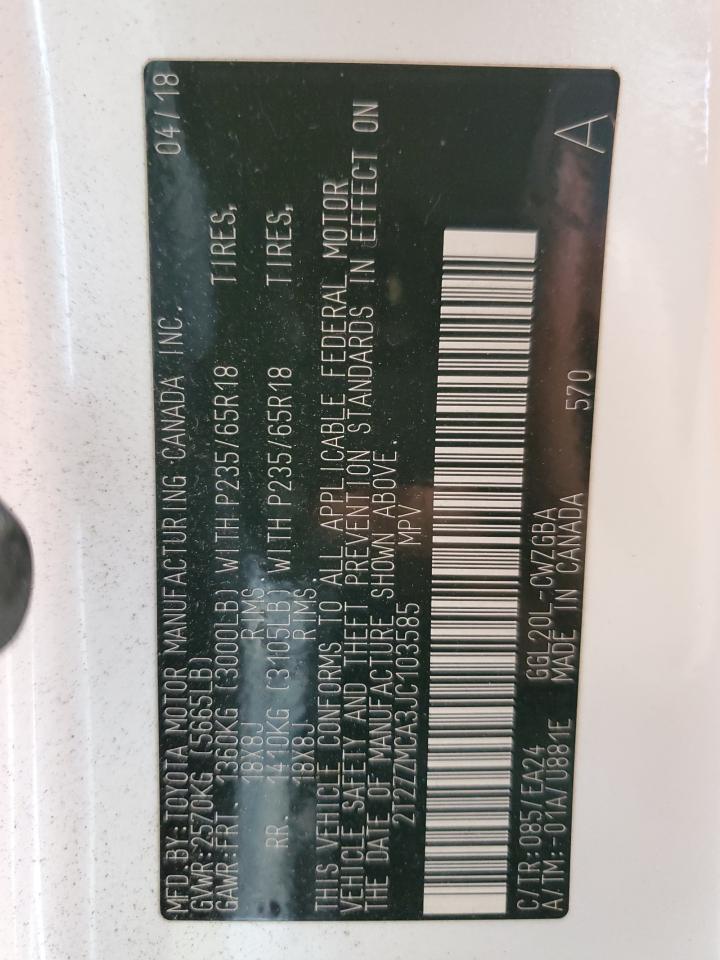 MFD.BY:TOYOTA MOTOR MANUFACTURING CANADA INC. 04/18
GVWR:2570KG (5665LB)
GAWR:FRT. 1360KG (3000LB) WITH P235/65R18 TIRES,
18X8J RIMS
RR. 1410KG (3105LB) WITH P235/65R18 TIRES,
18X8J RIMS.
THIS VEHICLE CONFORMS TO ALL APPLICABLE FEDERAL MOTOR
VEHICLE SAFETY AND THEFT PREVENTION STANDARDS IN EFFECT ON
THE DATE OF MANUFACTURE SHOWN ABOVE.
2T2ZZMCA3JC103585 MPV
C/TR:085/EA24 GGL20L-CWZGBA 570 A
A/TM:-01A/U881E MADE IN CANADA